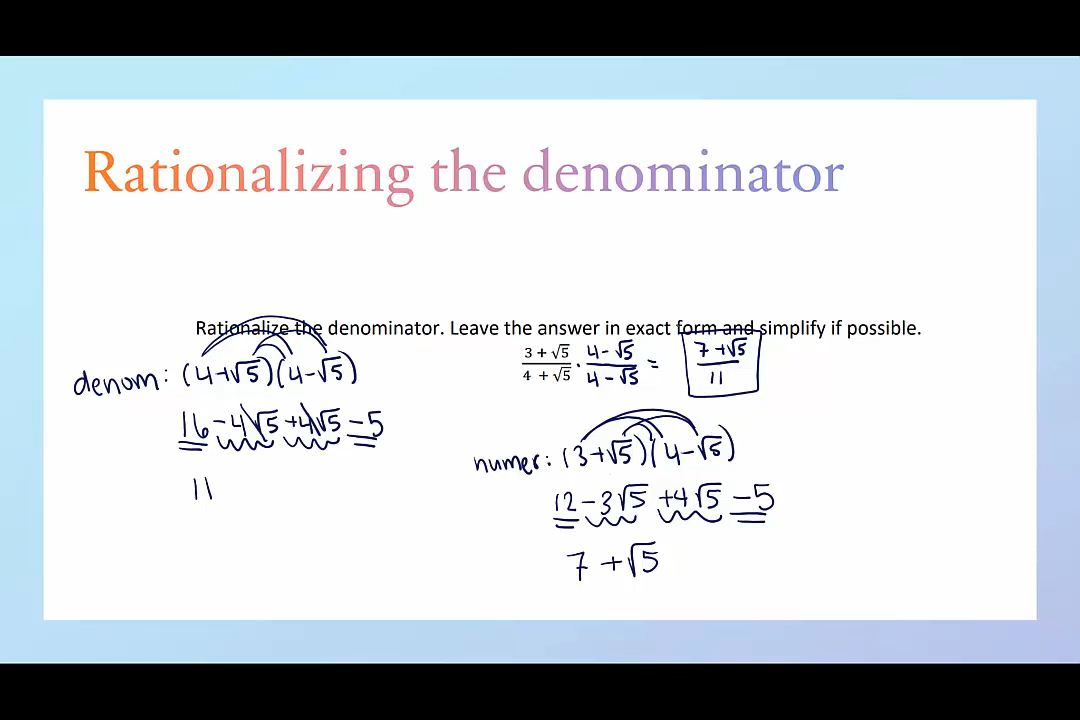 Rationalizing the denominator
Rationalize the denominator. Leave the answer in exact form and simplify if possible.
(3 + √5)/(4 + √5) · (4 - √5)/(4 - √5) = (7 + √5)/11
denom: (4+√5)(4-√5)
16 - 4√5 + 4√5 - 5
11
numer: (3+√5)(4-√5)
12 - 3√5 + 4√5 - 5
7 + √5